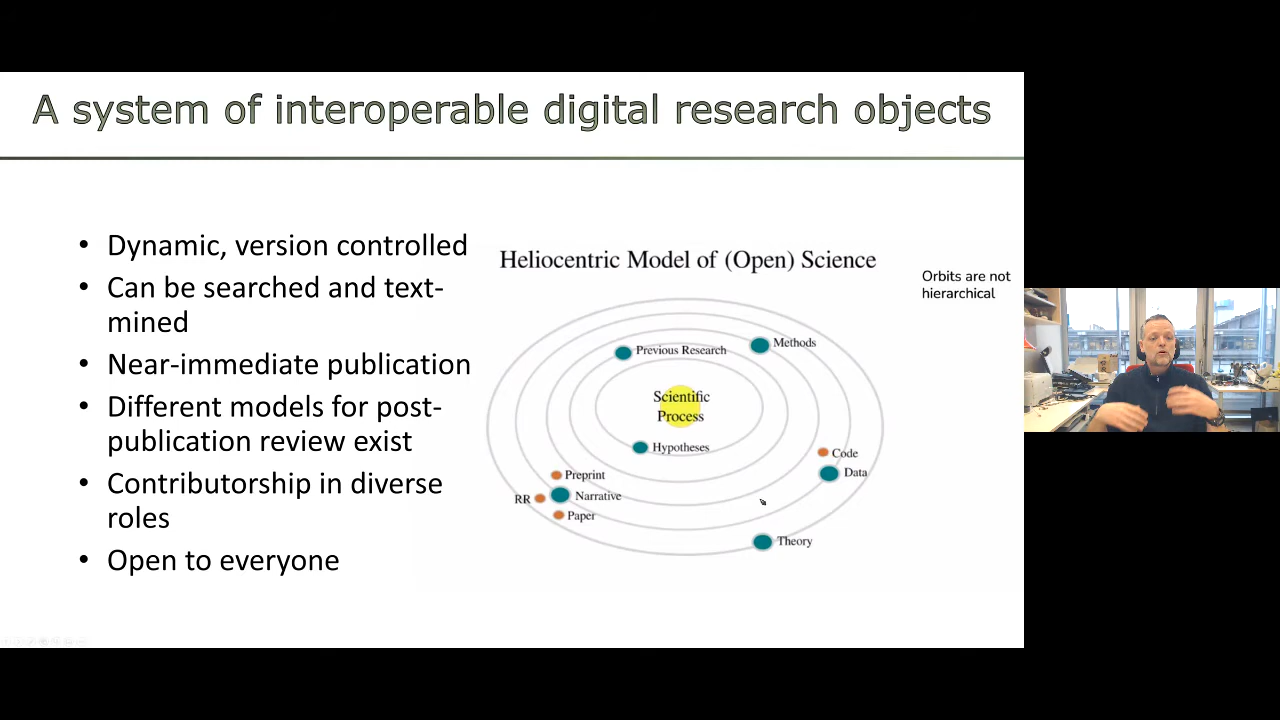 A system of interoperable digital research objects
• Dynamic, version controlled
• Can be searched and text-
mined
• Near-immediate publication
• Different models for post-
publication review exist
• Contributorship in diverse
roles
• Open to everyone
Heliocentric Model of (Open) Science
Orbits are not
hierarchical
Previous Research
Methods
Scientific
Process
Hypotheses
Code
Data
Preprint
RR
Narrative
Paper
Theory